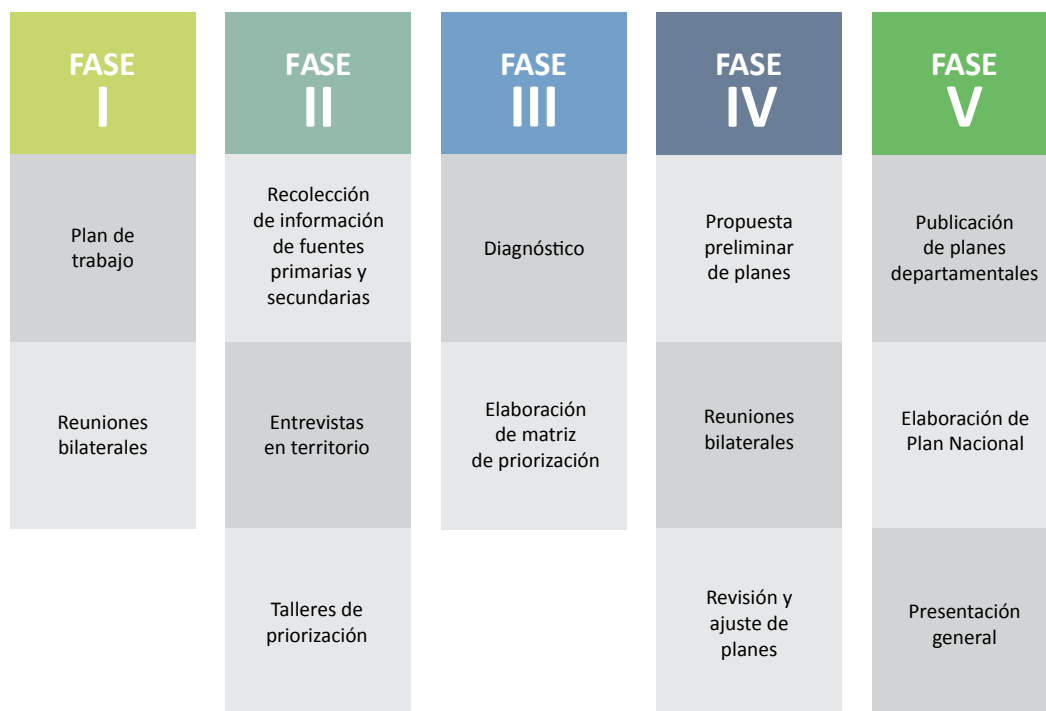 FASE
I
Plan de
trabajo
Reuniones
bilaterales
FASE
II
Recolección
de información
de fuentes
primarias y
secundarias
Entrevistas
en territorio
Talleres de
priorización
FASE
III
Diagnóstico
Elaboración
de matriz
de priorización
FASE
IV
Propuesta
preliminar
de planes
Reuniones
bilaterales
Revisión y
ajuste de
planes
FASE
V
Publicación
de planes
departamentales
Elaboración de
Plan Nacional
Presentación
general